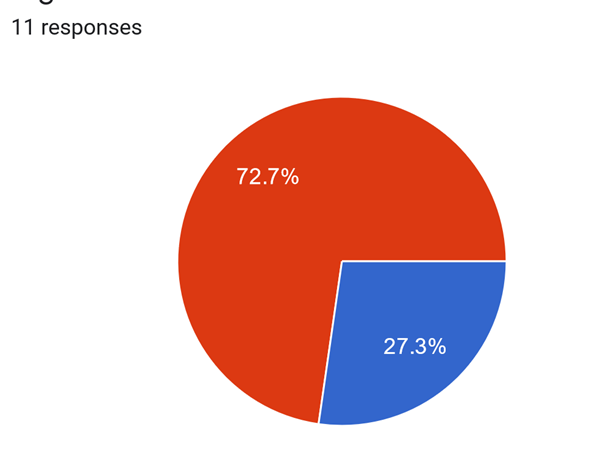 11 responses
72.7%
27.3%